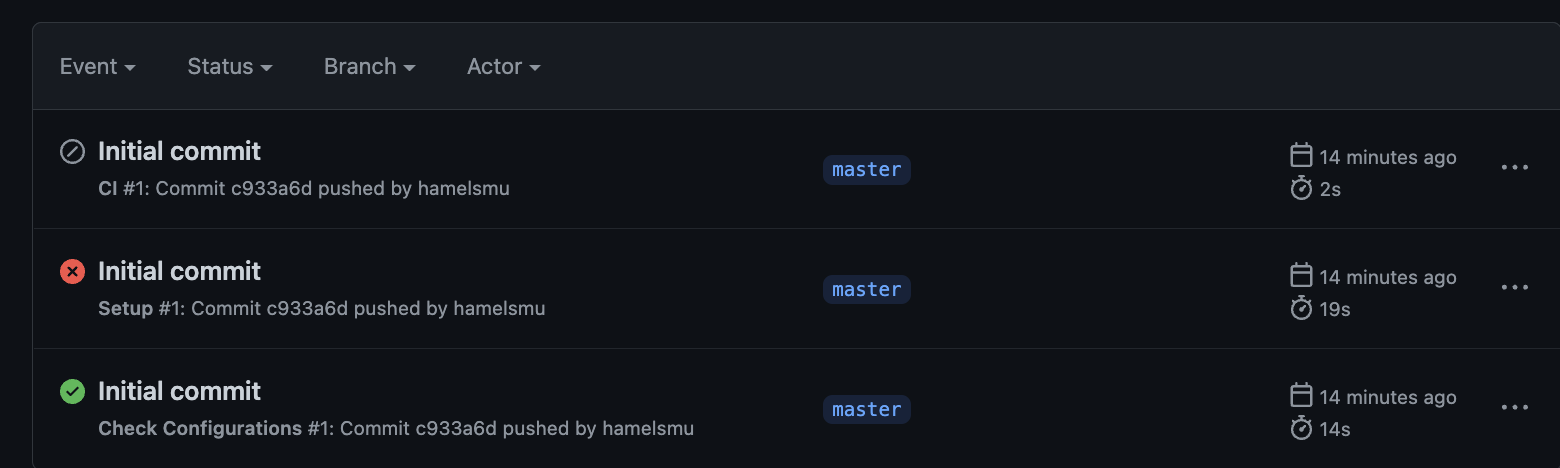 Event Status Branch Actor
Initial commit
CI #1: Commit c933a6d pushed by hamelsmu
master
14 minutes ago
2s
Initial commit
Setup #1: Commit c933a6d pushed by hamelsmu
master
14 minutes ago
19s
Initial commit
Check Configurations #1: Commit c933a6d pushed by hamelsmu
master
14 minutes ago
14s